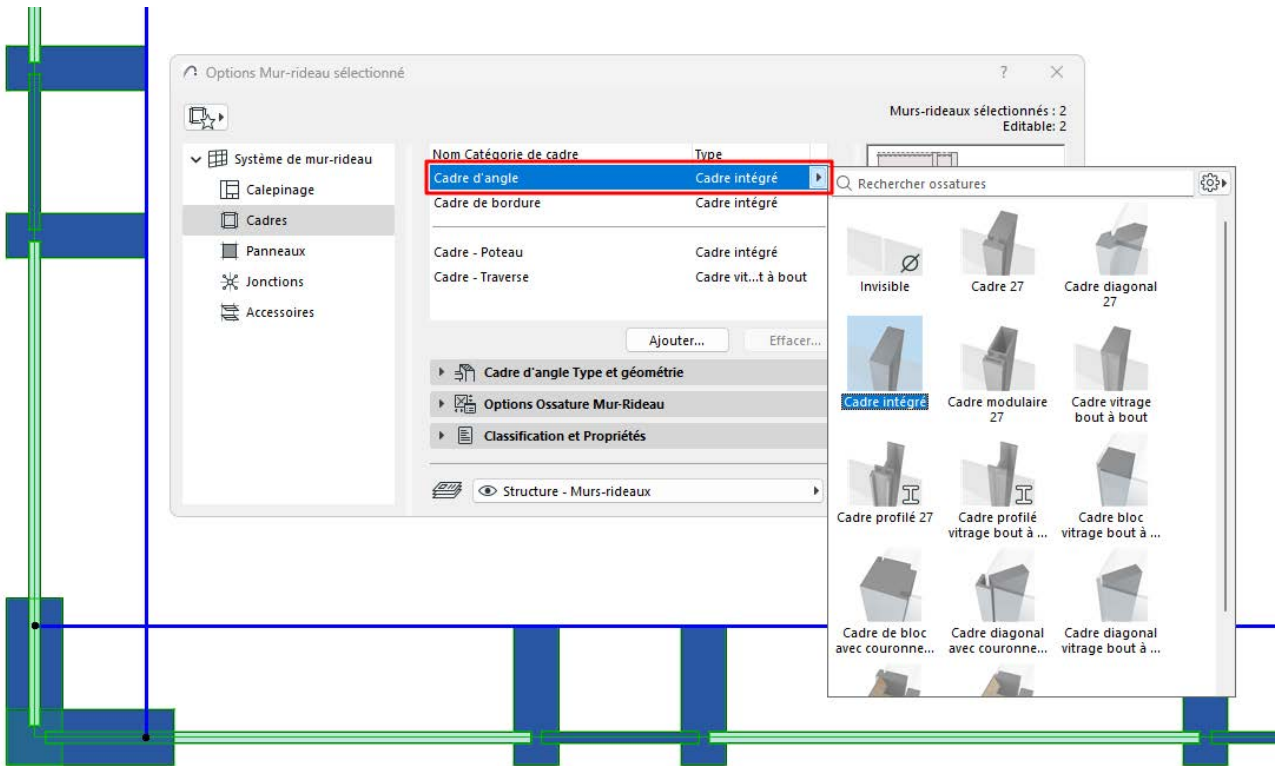 Options Mur-rideau sélectionné
?
Murs-rideaux sélectionnés : 2
Editable: 2
Système de mur-rideau
Calepinage
Cadres
Panneaux
Jonctions
Accessoires
Nom Catégorie de cadre Type
Cadre d'angle Cadre intégré
Cadre de bordure Cadre intégré
Cadre - Poteau Cadre intégré
Cadre - Traverse Cadre vit...t à bout
Ajouter... Effacer...
Cadre d'angle Type et géométrie
Options Ossature Mur-Rideau
Classification et Propriétés
Structure - Murs-rideaux
Rechercher ossatures
Invisible
Cadre 27
Cadre diagonal
27
Cadre intégré
Cadre modulaire
27
Cadre vitrage
bout à bout
Cadre profilé 27
Cadre profilé
vitrage bout à ...
Cadre bloc
vitrage bout à ...
Cadre de bloc
avec couronne...
Cadre diagonal
avec couronne...
Cadre diagonal
vitrage bout à ...